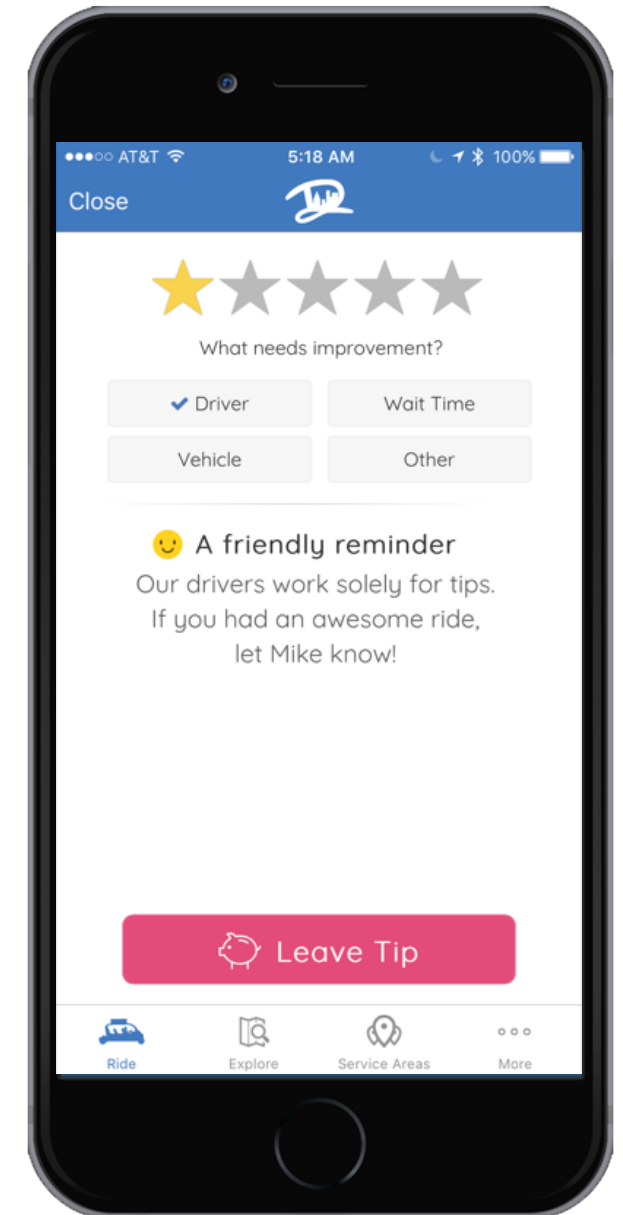 AT&T 5:18 AM 100%
Close
What needs improvement?
Driver Wait Time
Vehicle Other
A friendly reminder
Our drivers work solely for tips.
If you had an awesome ride,
let Mike know!
Leave Tip
Ride Explore Service Areas More